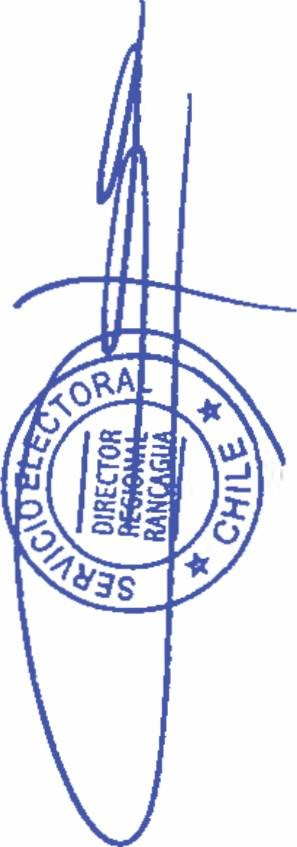 SERVICIO ELECTORAL
★ CHILE ★
DIRECTOR
REGIONAL
RANCAGUA